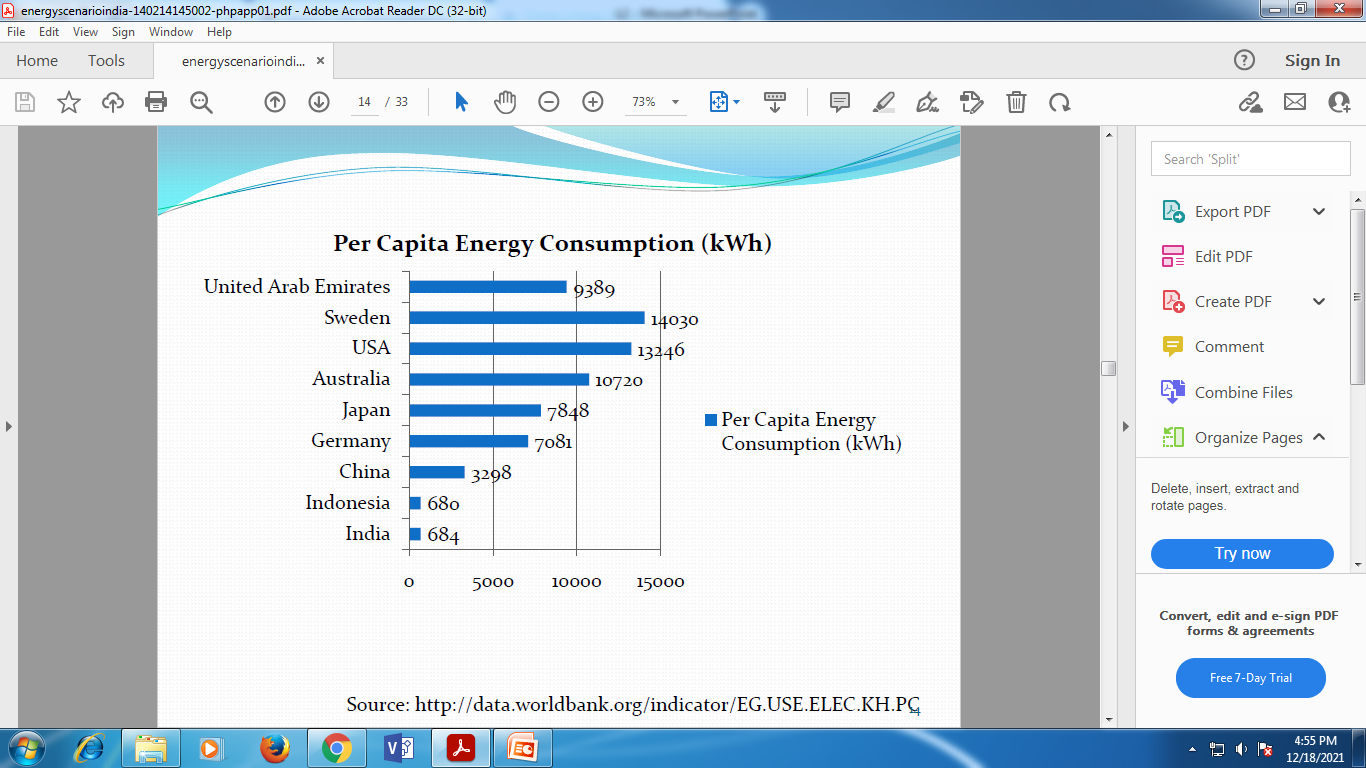 energyscenarioindia-140214145002-phpapp01.pdf - Adobe Acrobat Reader DC (32-bit)
File Edit View Sign Window Help
Home Tools energyscenarioindi... × Sign In
14 / 33 73%
Per Capita Energy Consumption (kWh)
United Arab Emirates 9389
Sweden 14030
USA 13246
Australia 10720
Japan 7848
Germany 7081
China 3298
Indonesia 680
India 684
0 5000 10000 15000
Per Capita Energy
Consumption (kWh)
Source: http://data.worldbank.org/indicator/EG.USE.ELEC.KH.PC
Search 'Split'
Export PDF
Edit PDF
Create PDF
Comment
Combine Files
Organize Pages
Delete, insert, extract and
rotate pages.
Try now
Convert, edit and e-sign PDF
forms & agreements
Free 7-Day Trial
4:55 PM
12/18/2021